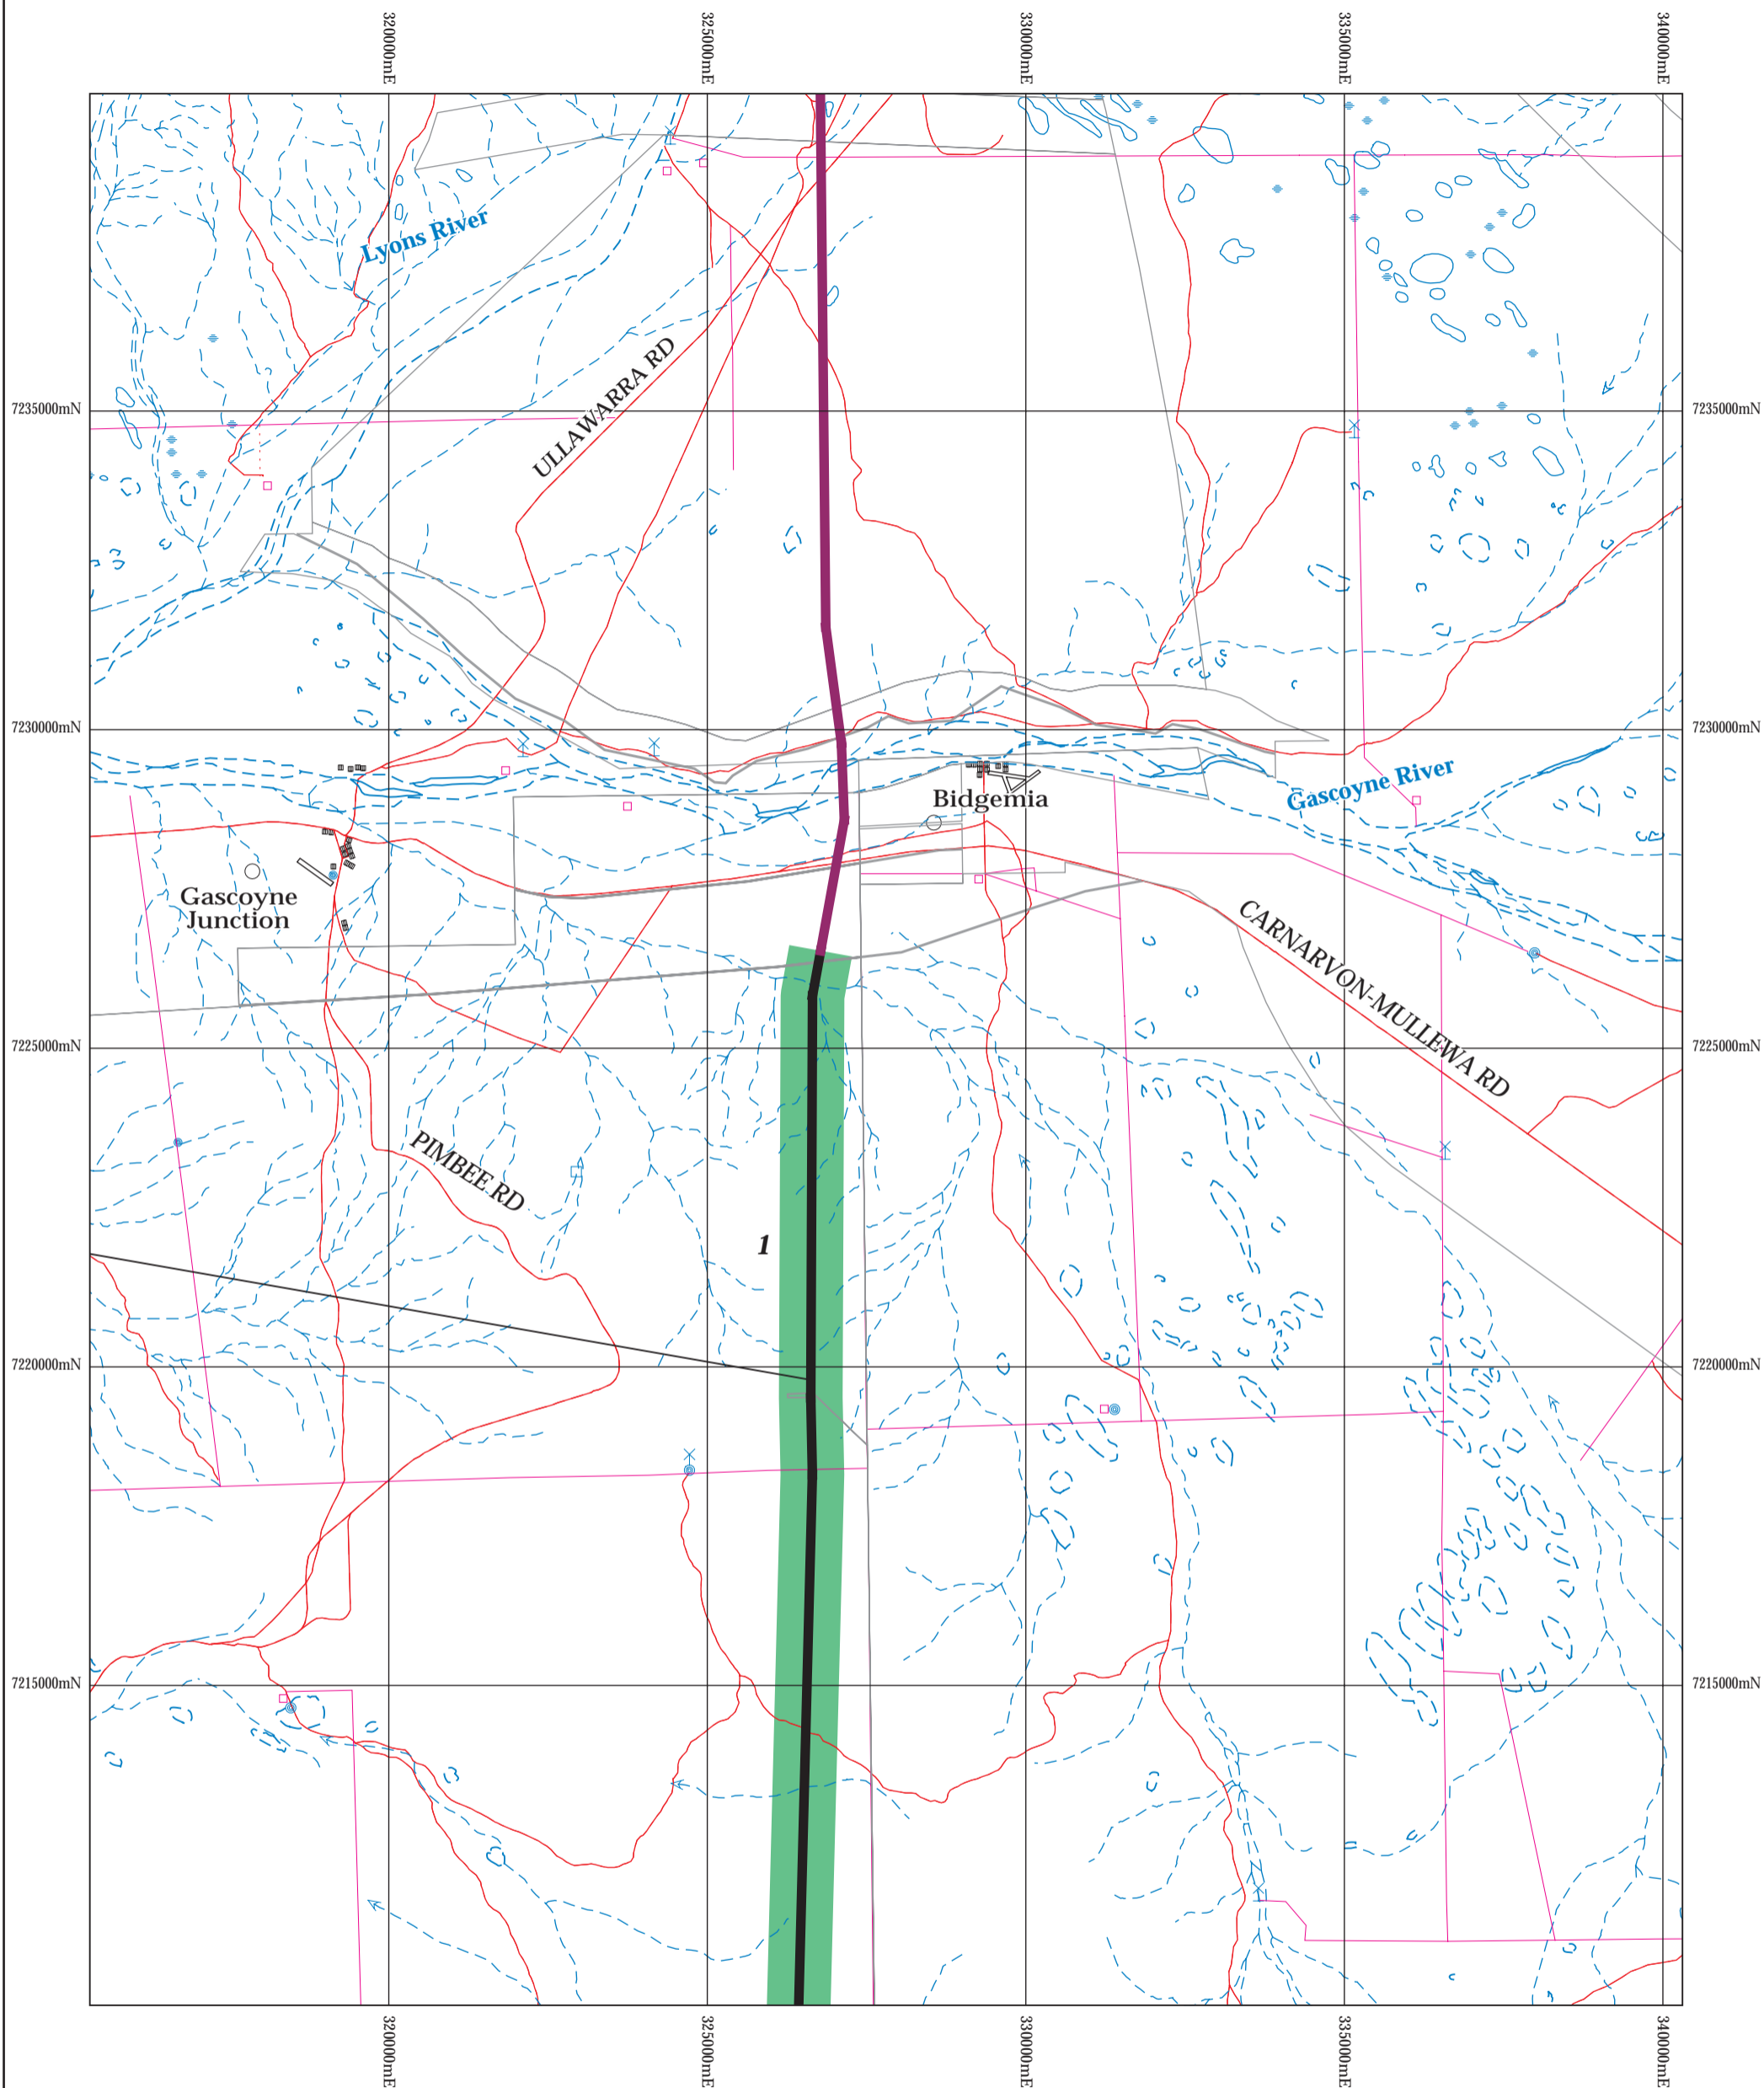 320000mE
325000mE
330000mE
335000mE
340000mE
Lyons River
ULLAWARRA RD
7235000mN
7235000mN
7230000mN
7230000mN
Gascoyne River
Bidgemia
Gascoyne
Junction
CARNARVON-MULLEWA RD
7225000mN
7225000mN
PIMBEE RD
1
7220000mN
7220000mN
7215000mN
7215000mN
320000mE
325000mE
330000mE
335000mE
340000mE